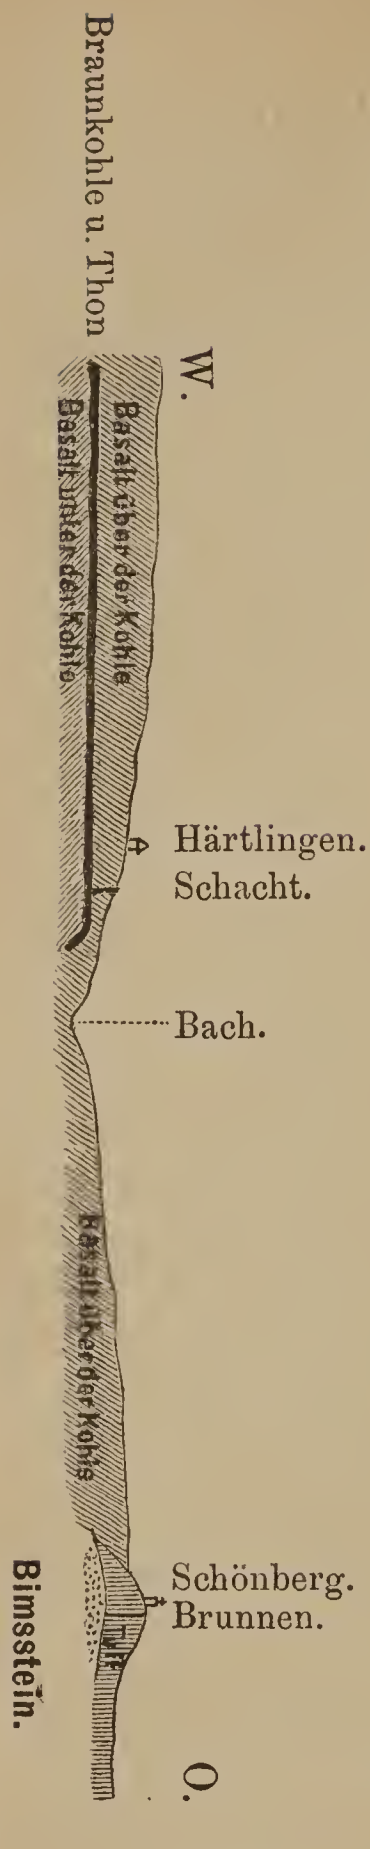 W.
O.
Härtlingen.
Schacht.
Bach.
Schönberg.
Brunnen.
Braunkohle u. Thon
Basalt über der Kohle
Basalt unter der Kohle
Basalt über der Kohle
Tuff
Bimsstein.